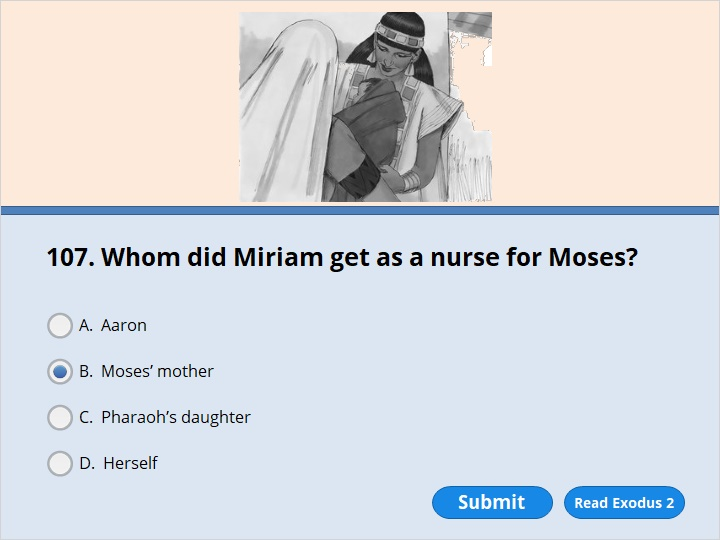 107. Whom did Miriam get as a nurse for Moses?
A. Aaron
B. Moses’ mother
C. Pharaoh’s daughter
D. Herself
Submit
Read Exodus 2